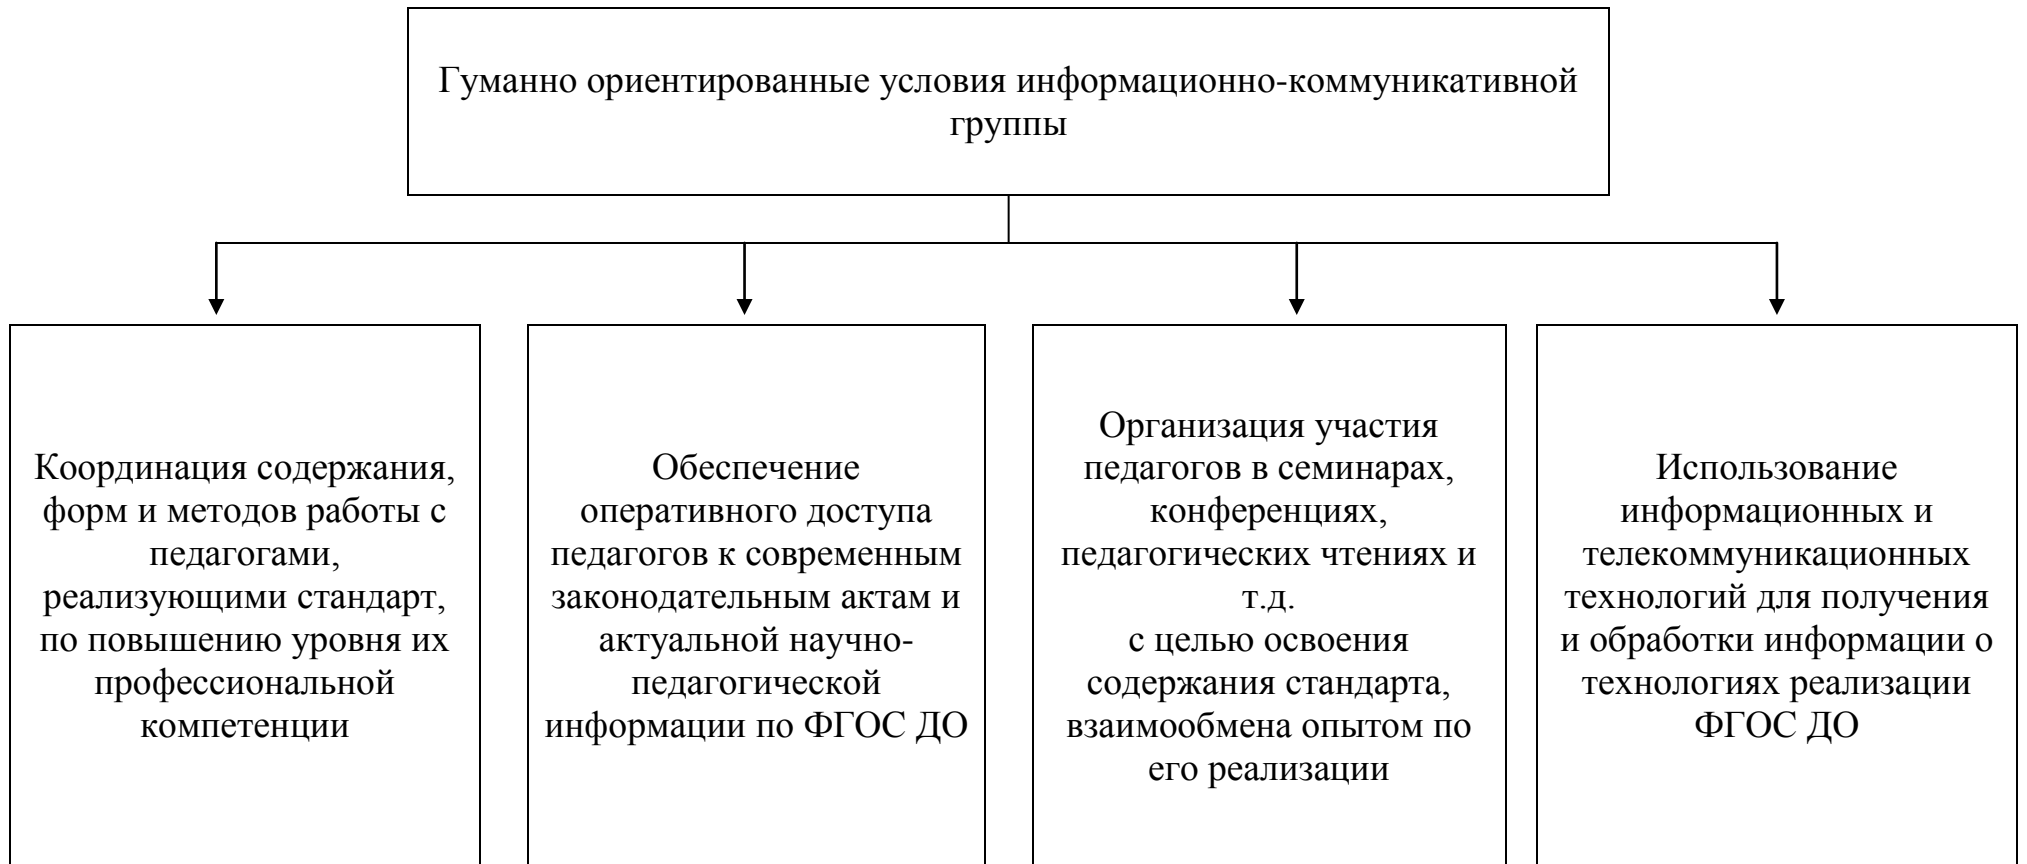 Гуманно ориентированные условия информационно-коммуникативной
группы
Координация содержания,
форм и методов работы с
педагогами,
реализующими стандарт,
по повышению уровня их
профессиональной
компетенции
Обеспечение
оперативного доступа
педагогов к современным
законодательным актам и
актуальной научно-
педагогической
информации по ФГОС ДО
Организация участия
педагогов в семинарах,
конференциях,
педагогических чтениях и
т.д.
с целью освоения
содержания стандарта,
взаимообмена опытом по
его реализации
Использование
информационных и
телекоммуникационных
технологий для получения
и обработки информации о
технологиях реализации
ФГОС ДО